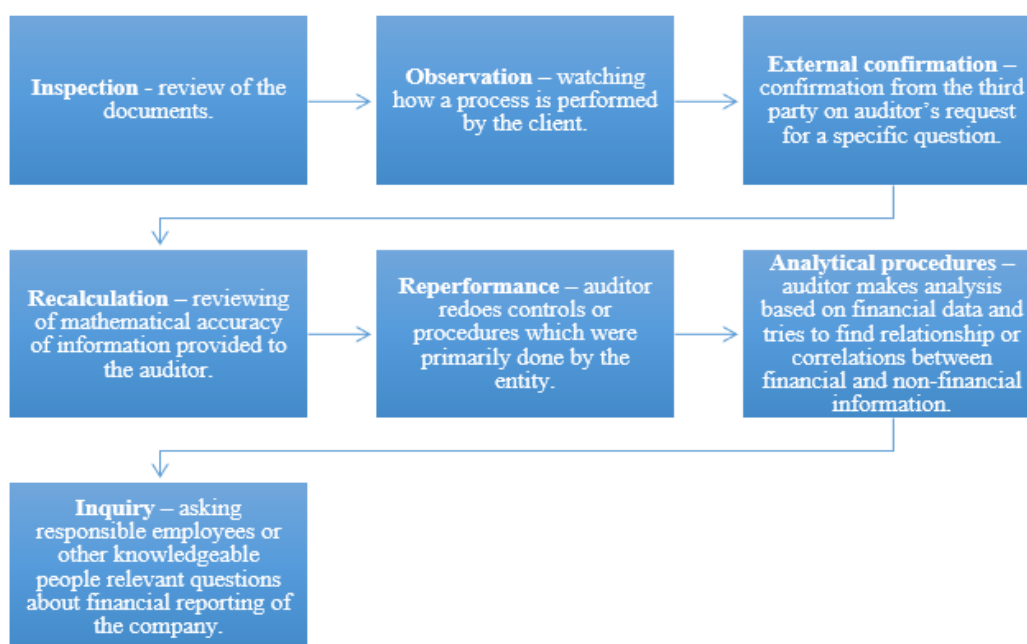 Inspection - review of the
documents.
Observation – watching
how a process is performed
by the client.
External confirmation –
confirmation from the third
party on auditor’s request
for a specific question.
Recalculation – reviewing
of mathematical accuracy
of information provided to
the auditor.
Reperformance – auditor
redoes controls or
procedures which were
primarily done by the
entity.
Analytical procedures –
auditor makes analysis
based on financial data and
tries to find relationship or
correlations between
financial and non-financial
information.
Inquiry – asking
responsible employees or
other knowledgeable
people relevant questions
about financial reporting of
the company.